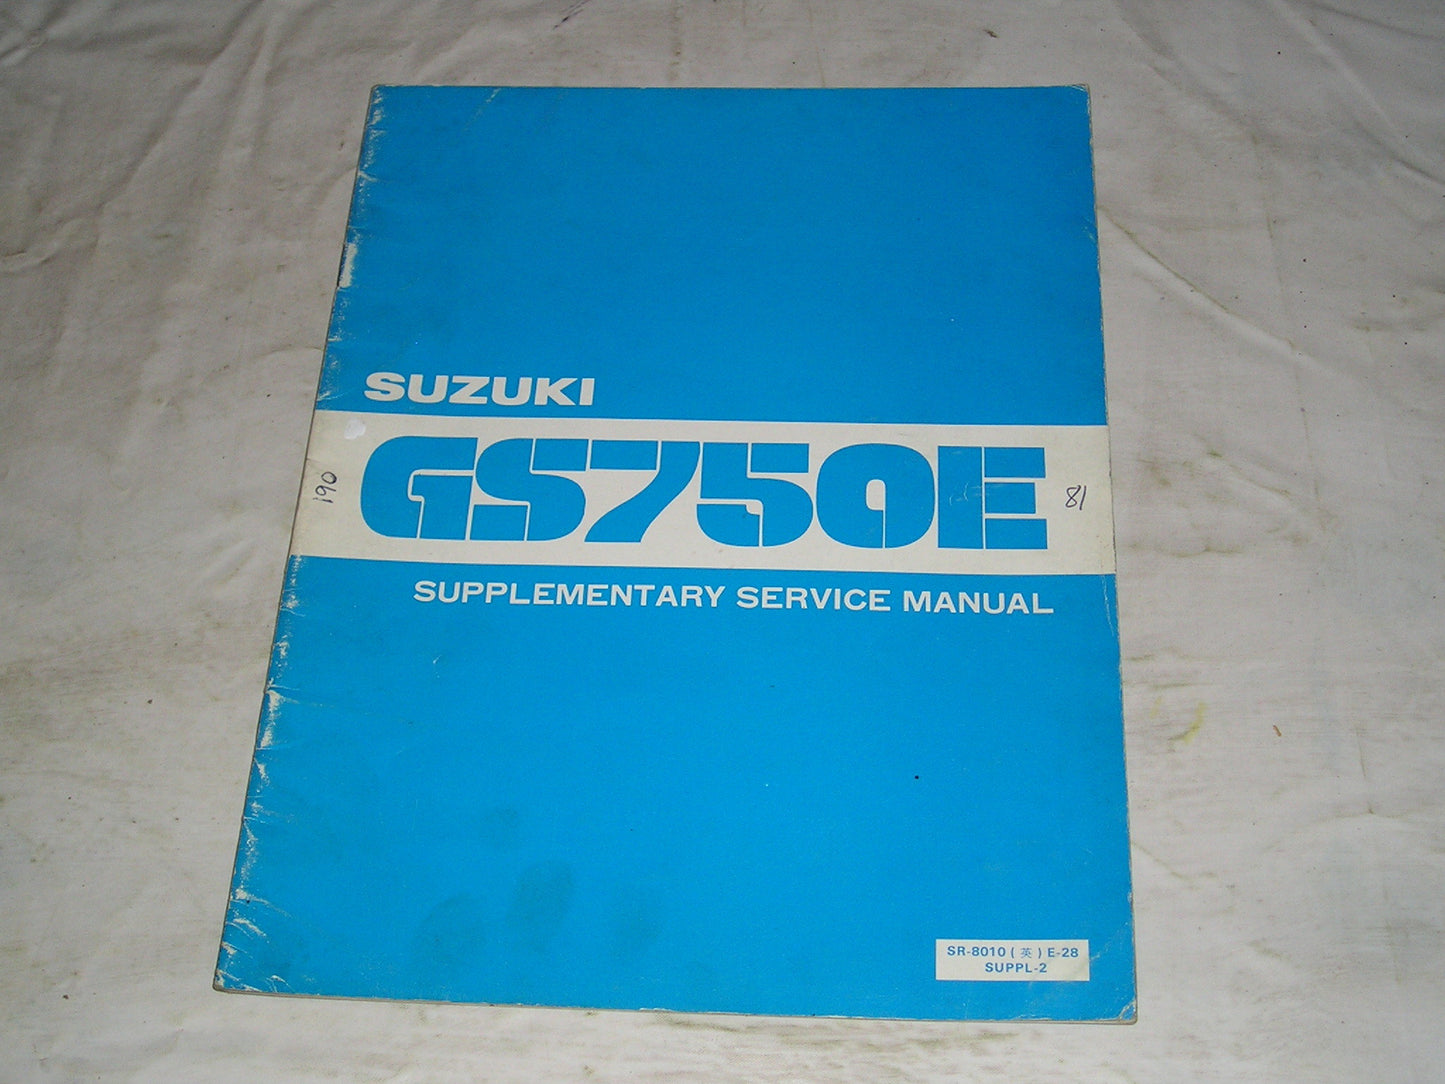 SUZUKI
190
GS750E
81
SUPPLEMENTARY SERVICE MANUAL
SR-8010 ( 英 ) E-28
SUPPL-2